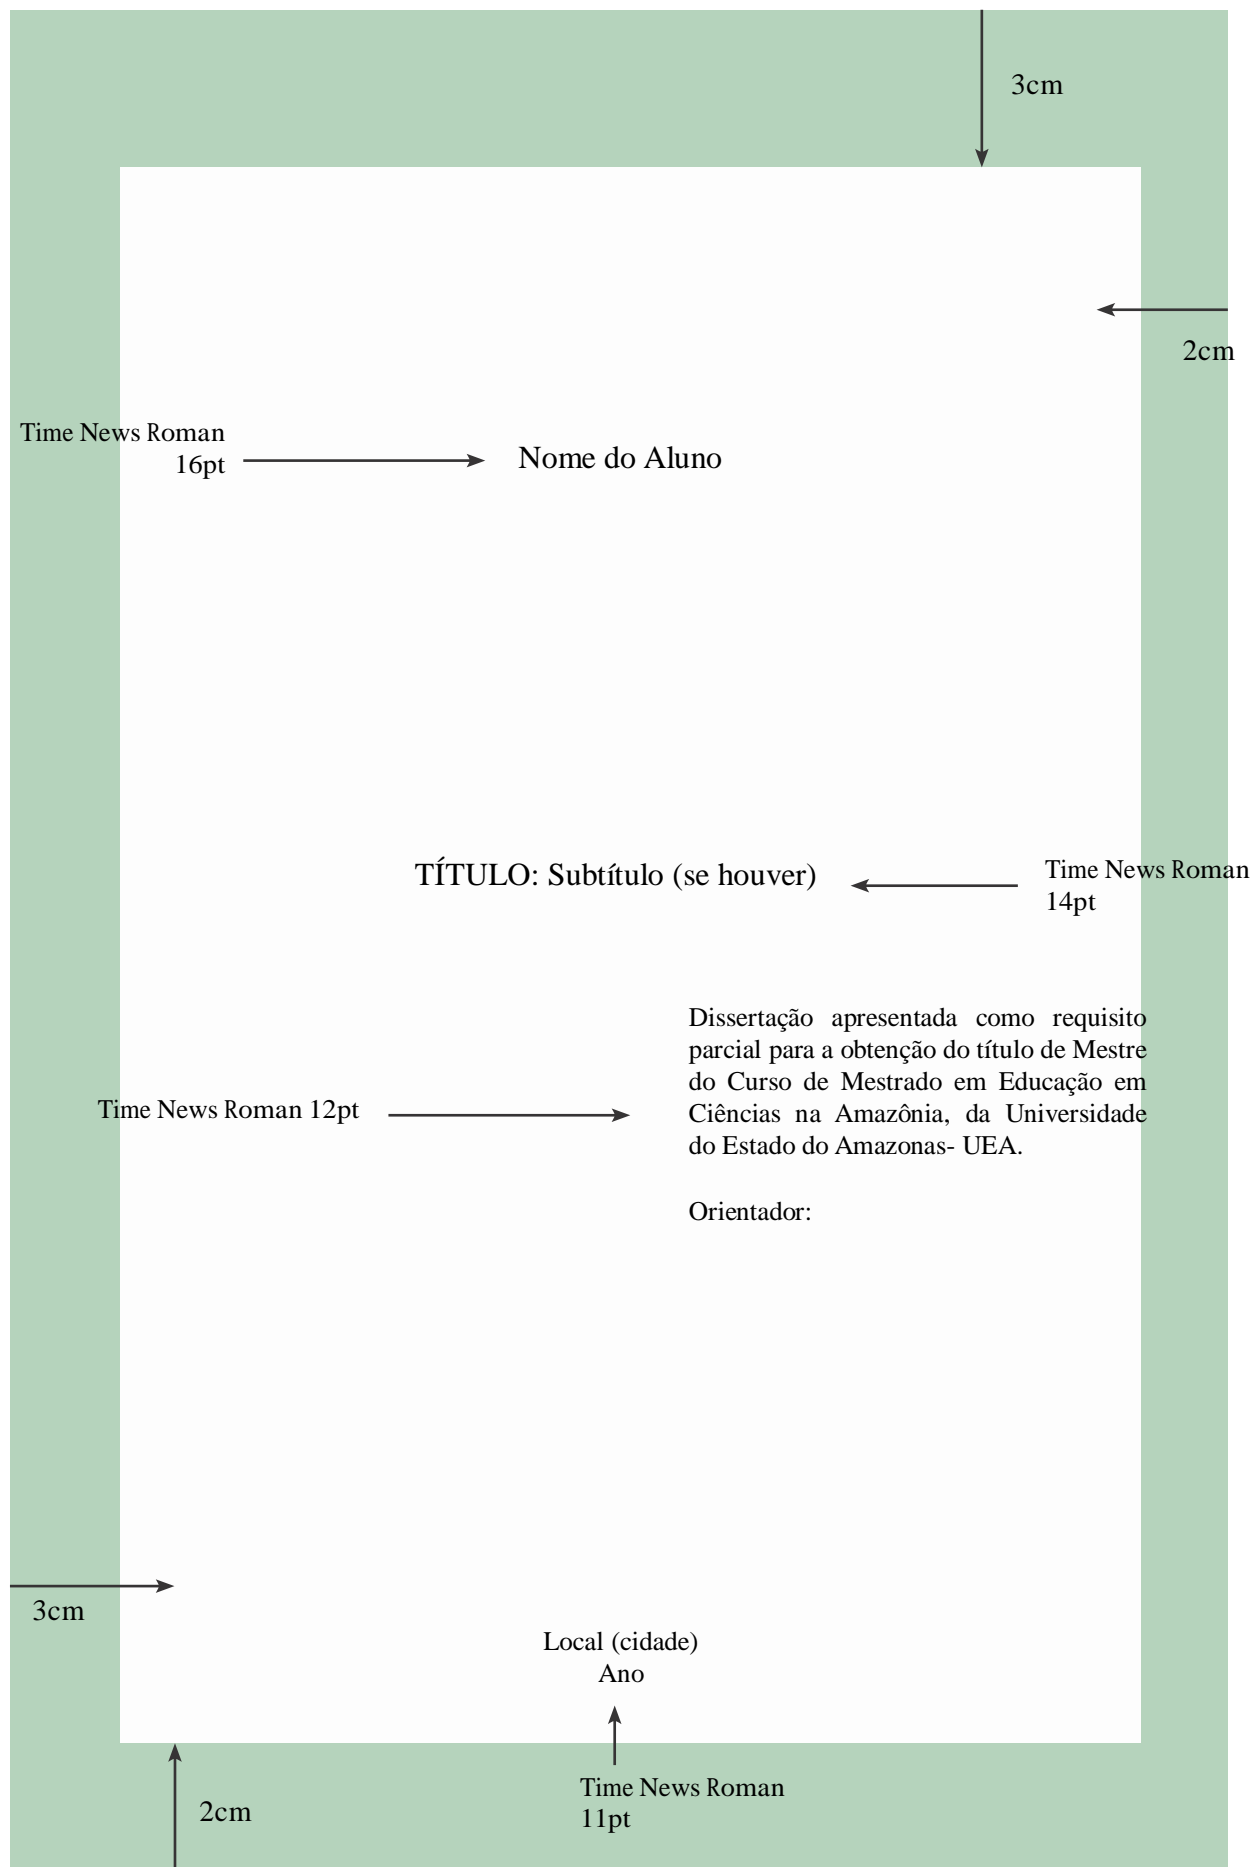 3cm
2cm
Time News Roman
16pt
Nome do Aluno
TÍTULO: Subtítulo (se houver)
Time News Roman
14pt
Dissertação apresentada como requisito
parcial para a obtenção do título de Mestre
do Curso de Mestrado em Educação em
Ciências na Amazônia, da Universidade
do Estado do Amazonas- UEA.
Time News Roman 12pt
Orientador:
3cm
Local (cidade)
Ano
Time News Roman
11pt
2cm